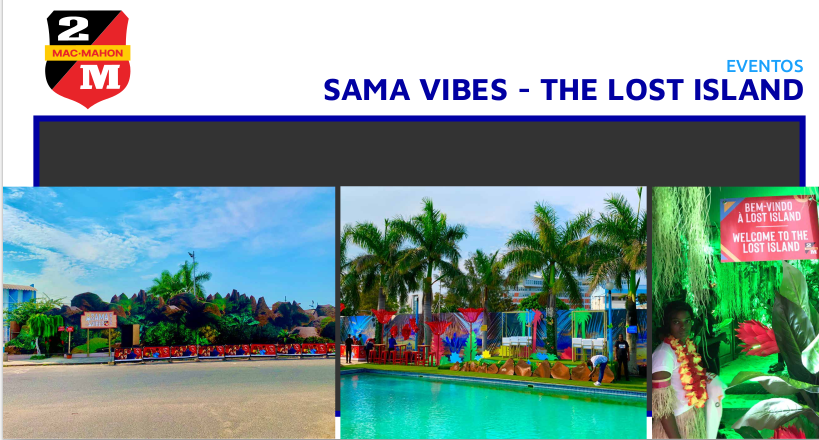 2
MAC-MAHON
M
EVENTOS
SAMA VIBES - THE LOST ISLAND
BEM-VINDO
À LOST ISLAND
WELCOME TO THE
LOST ISLAND